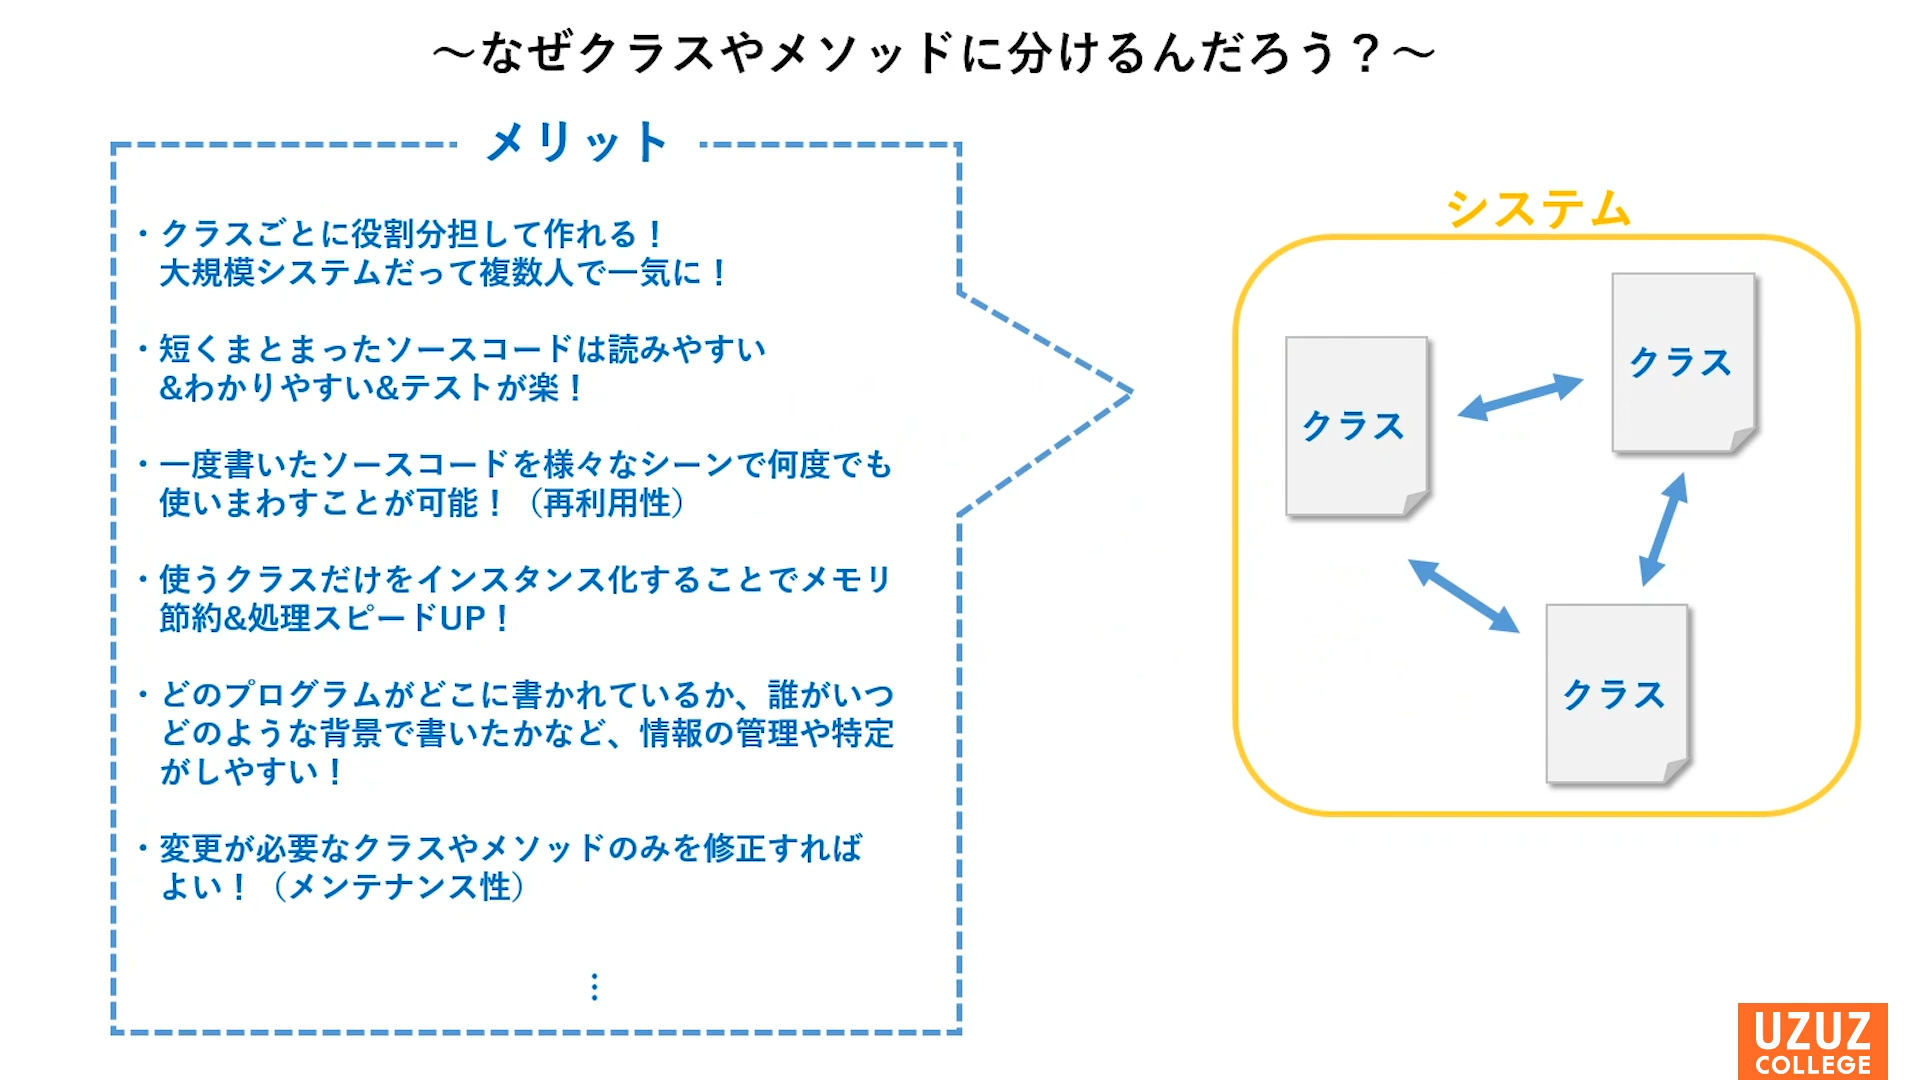 ～なぜクラスやメソッドに分けるんだろう？～
メリット
・クラスごとに役割分担して作れる！
大規模システムだって複数人で一気に！
・短くまとまったソースコードは読みやすい
&わかりやすい&テストが楽！
・一度書いたソースコードを様々なシーンで何度でも
使いまわすことが可能！（再利用性）
・使うクラスだけをインスタンス化することでメモリ
節約&処理スピードUP！
・どのプログラムがどこに書かれているか、誰がいつ
どのような背景で書いたかなど、情報の管理や特定
がしやすい！
・変更が必要なクラスやメソッドのみを修正すれば
よい！（メンテナンス性）
⋮
システム
クラス
クラス
クラス
UZUZ
COLLEGE